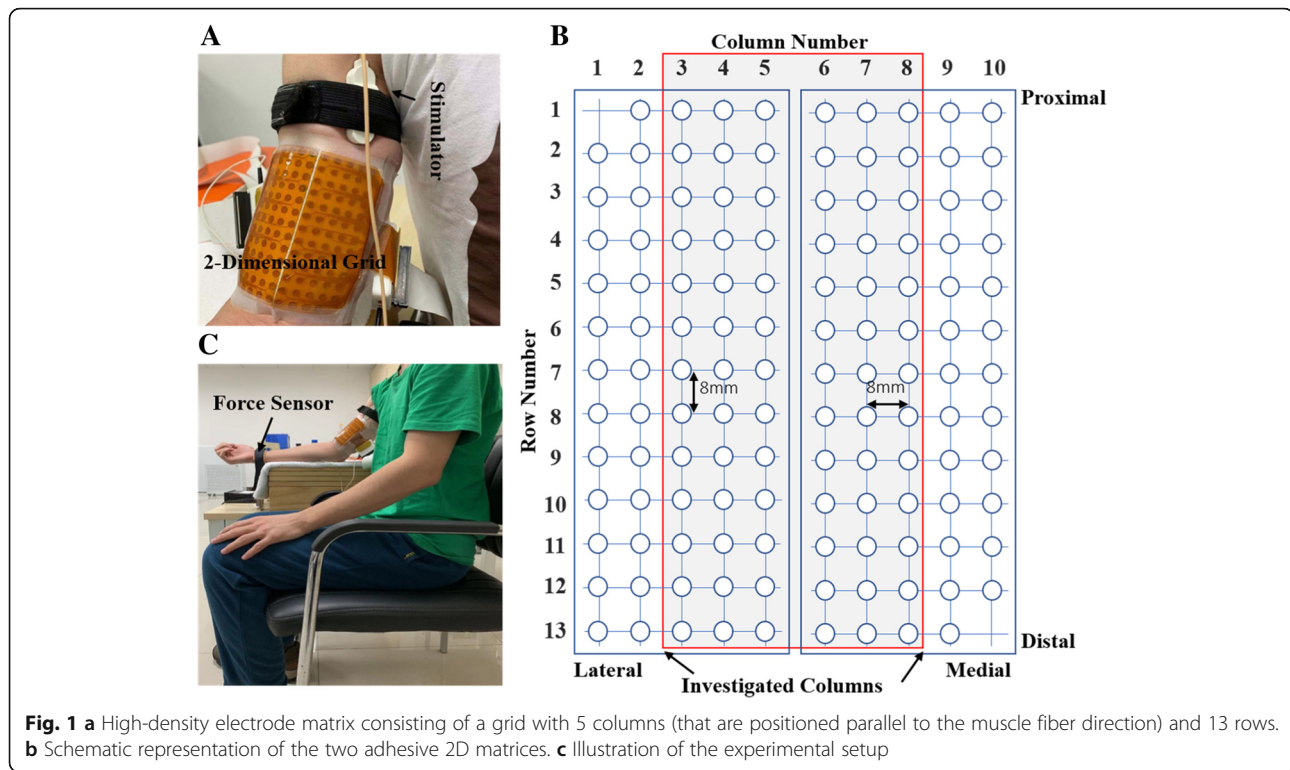 A
Stimulator
2-Dimensional Grid
C
Force Sensor
B
Column Number
1 2 3 4 5 6 7 8 9 10
Proximal
Row Number
1
2
3
4
5
6
7
8
9
10
11
12
13
8mm
8mm
Distal
Lateral
Investigated Columns
Medial
Fig. 1 a High-density electrode matrix consisting of a grid with 5 columns (that are positioned parallel to the muscle fiber direction) and 13 rows.
b Schematic representation of the two adhesive 2D matrices. c Illustration of the experimental setup